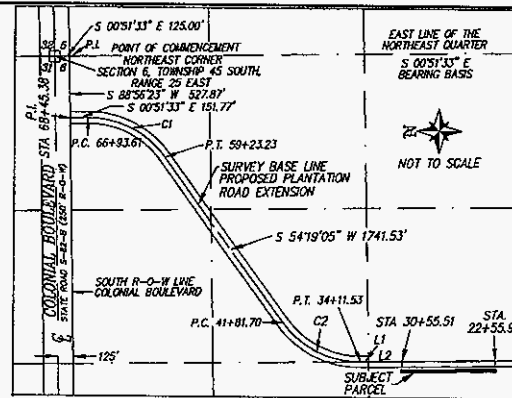 S 00°51'33" E 125.00'
P.I.
POINT OF COMMENCEMENT
NORTHEAST CORNER
SECTION 6, TOWNSHIP 45 SOUTH,
RANGE 25 EAST
S 88°56'23" W 527.87'
S 00°51'33" E 151.77'
C1
P.C. 66+93.61
P.T. 59+23.23
SURVEY BASE LINE
PROPOSED PLANTATION
ROAD EXTENSION
S 54°19'05" W 1741.53'
EAST LINE OF THE
NORTHEAST QUARTER
S 00°51'33" E
BEARING BASIS
NOT TO SCALE
P.I.
STA 68+45.38
COLONIAL BOULEVARD
STATE ROAD S-82-B (250' R-O-W)
SOUTH R-O-W LINE
COLONIAL BOULEVARD
125'
P.C. 41+81.70
C2
P.T. 34+11.53
L1
L2
STA 30+55.51
STA.
22+55.9
SUBJECT
PARCEL